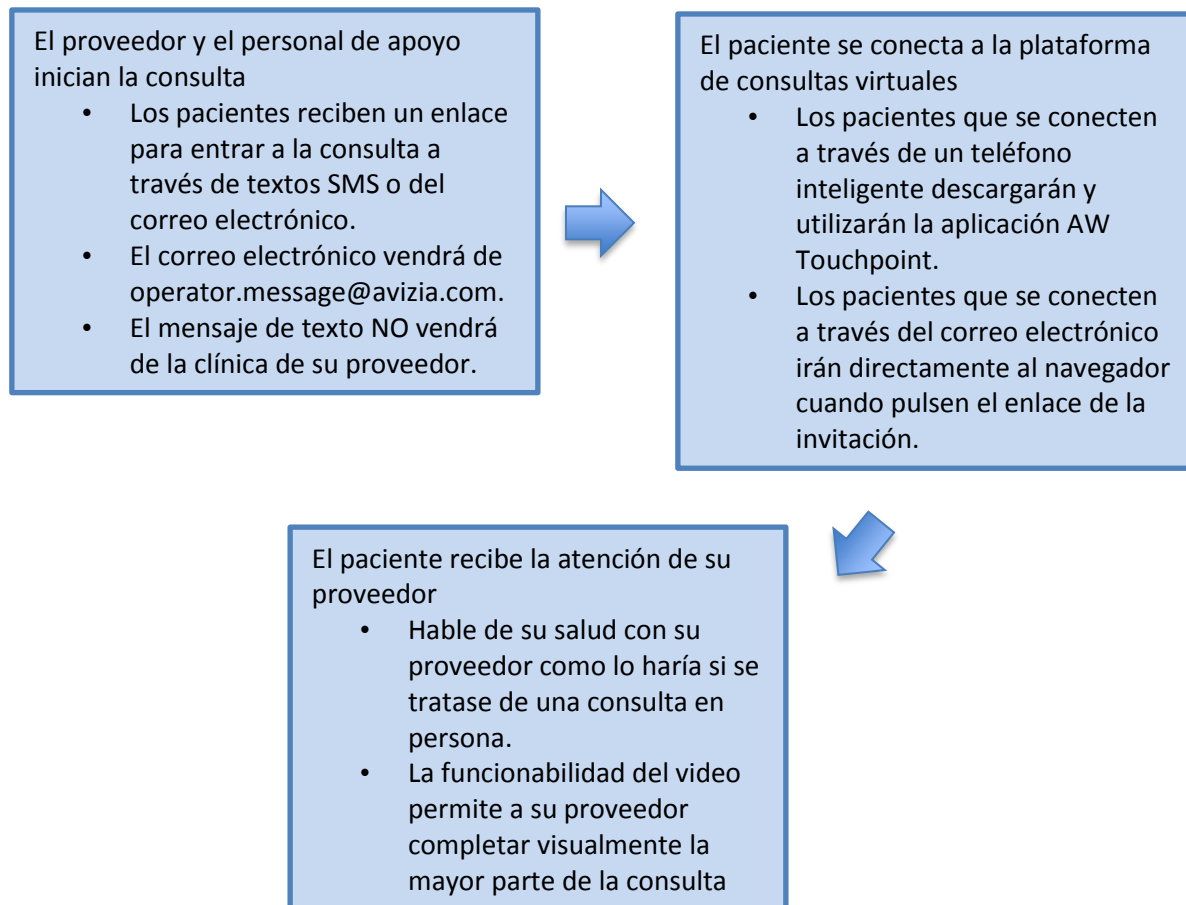 El proveedor y el personal de apoyo
inician la consulta
• Los pacientes reciben un enlace
para entrar a la consulta a
través de textos SMS o del
correo electrónico.
• El correo electrónico vendrá de
operator.message@avizia.com.
• El mensaje de texto NO vendrá
de la clínica de su proveedor.
El paciente se conecta a la plataforma
de consultas virtuales
• Los pacientes que se conecten
a través de un teléfono
inteligente descargarán y
utilizarán la aplicación AW
Touchpoint.
• Los pacientes que se conecten
a través del correo electrónico
irán directamente al navegador
cuando pulsen el enlace de la
invitación.
El paciente recibe la atención de su
proveedor
• Hable de su salud con su
proveedor como lo haría si se
tratase de una consulta en
persona.
• La funcionabilidad del video
permite a su proveedor
completar visualmente la
mayor parte de la consulta